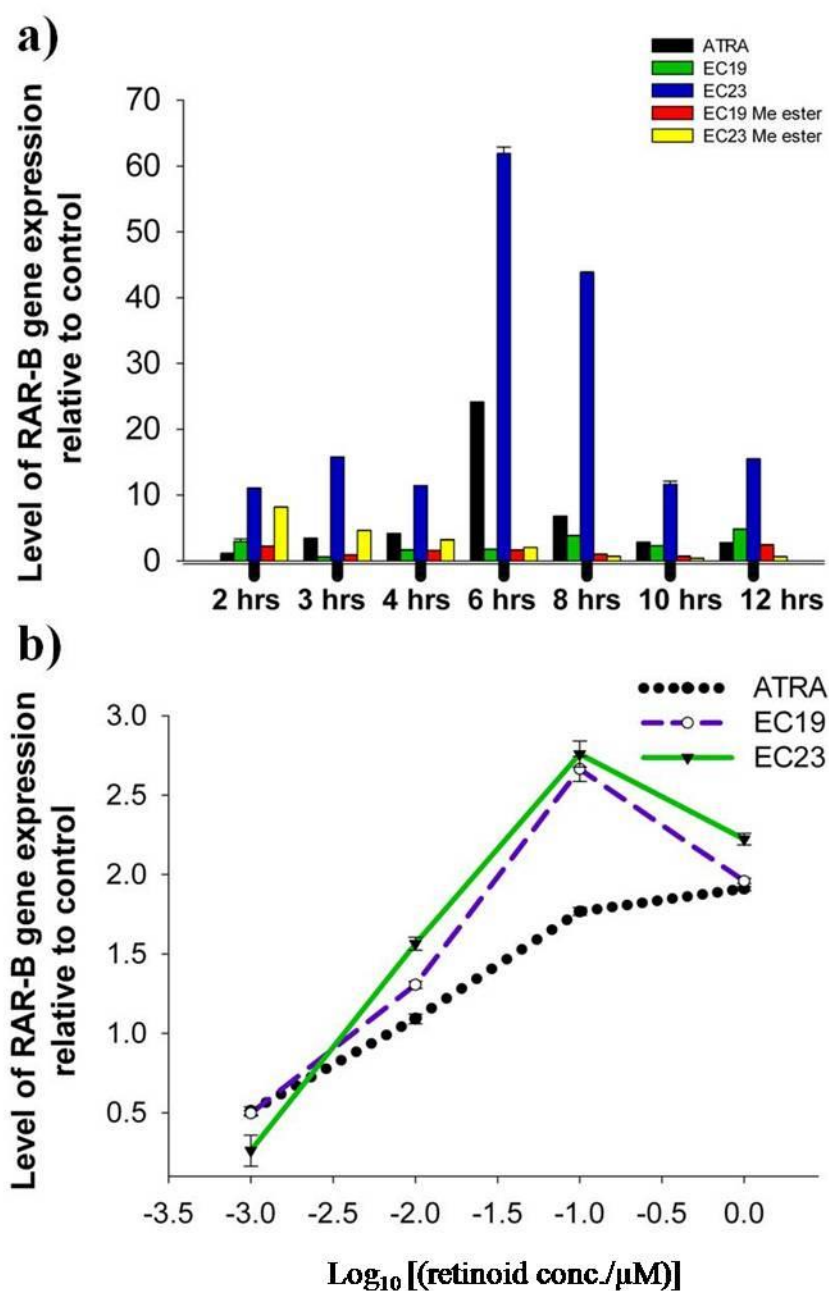 a)
ATRA
EC19
EC23
EC19 Me ester
EC23 Me ester
Level of RAR-B gene expression
relative to control
70
60
50
40
30
20
10
0
2 hrs 3 hrs 4 hrs 6 hrs 8 hrs 10 hrs 12 hrs
b)
ATRA
EC19
EC23
Level of RAR-B gene expression
relative to control
3.0
2.5
2.0
1.5
1.0
0.5
-3.5 -3.0 -2.5 -2.0 -1.5 -1.0 -0.5 0.0
Log₁₀ [(retinoid conc./μM)]